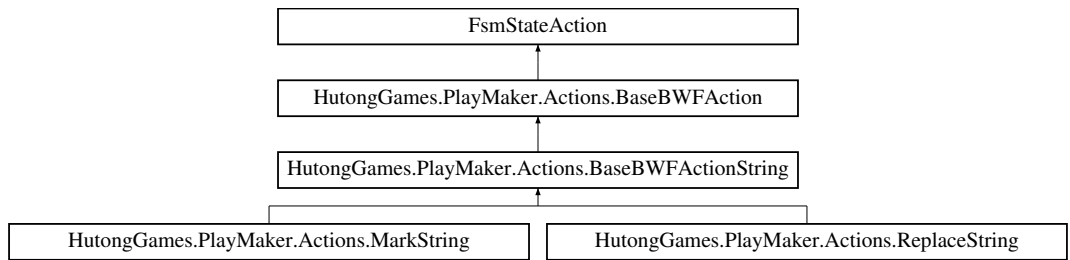 FsmStateAction
HutongGames.PlayMaker.Actions.BaseBWFAction
HutongGames.PlayMaker.Actions.BaseBWFActionString
HutongGames.PlayMaker.Actions.MarkString
HutongGames.PlayMaker.Actions.ReplaceString